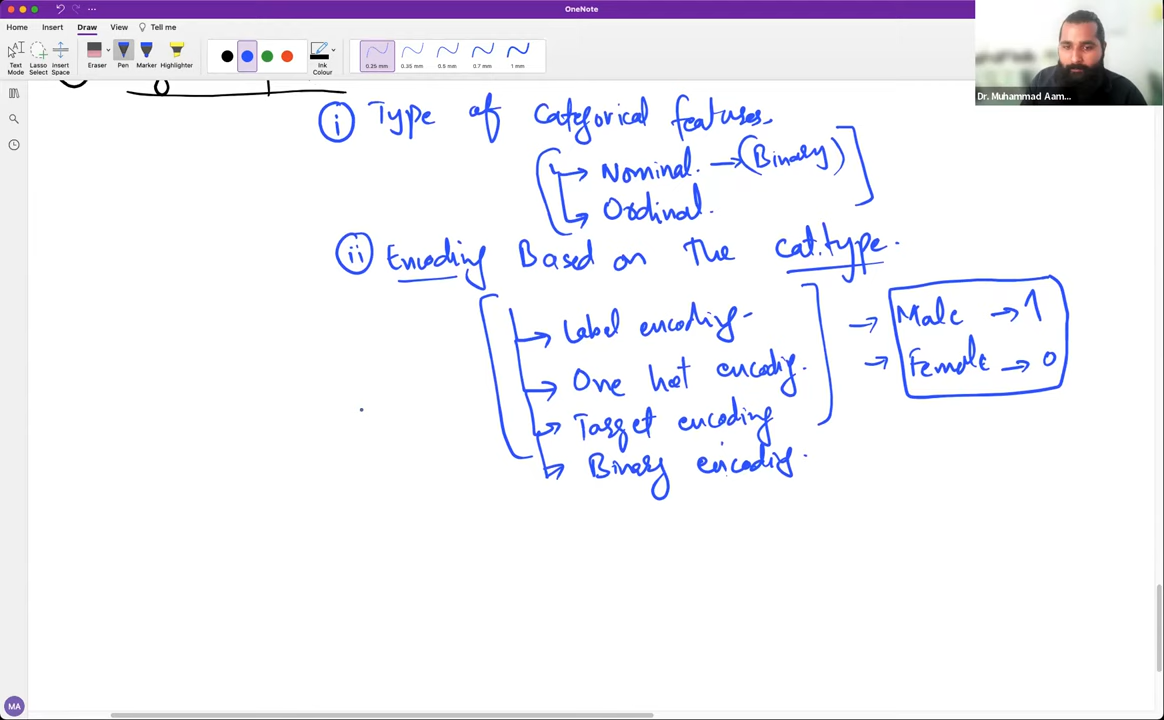 OneNote
Home Insert Draw View Tell me
Text Mode Lasso Select Insert Space Eraser Pen Marker Highlighter Ink Colour 0.25 mm 0.35 mm 0.5 mm 0.7 mm 1 mm
Dr. Muhammad Aam...
i Type of Categorical features.
→ Nominal. → (Binary)
→ Ordinal.
ii Encoding Based on The cat.type.
→ Label encoding -
→ One hot encodig.
→ Target encoding
→ Binary encodig.
→ Male → 1
→ Female → 0
MA